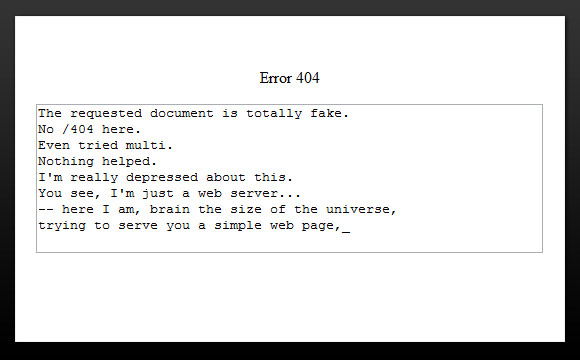 Error 404
The requested document is totally fake.
No /404 here.
Even tried multi.
Nothing helped.
I'm really depressed about this.
You see, I'm just a web server...
-- here I am, brain the size of the universe,
trying to serve you a simple web page,_